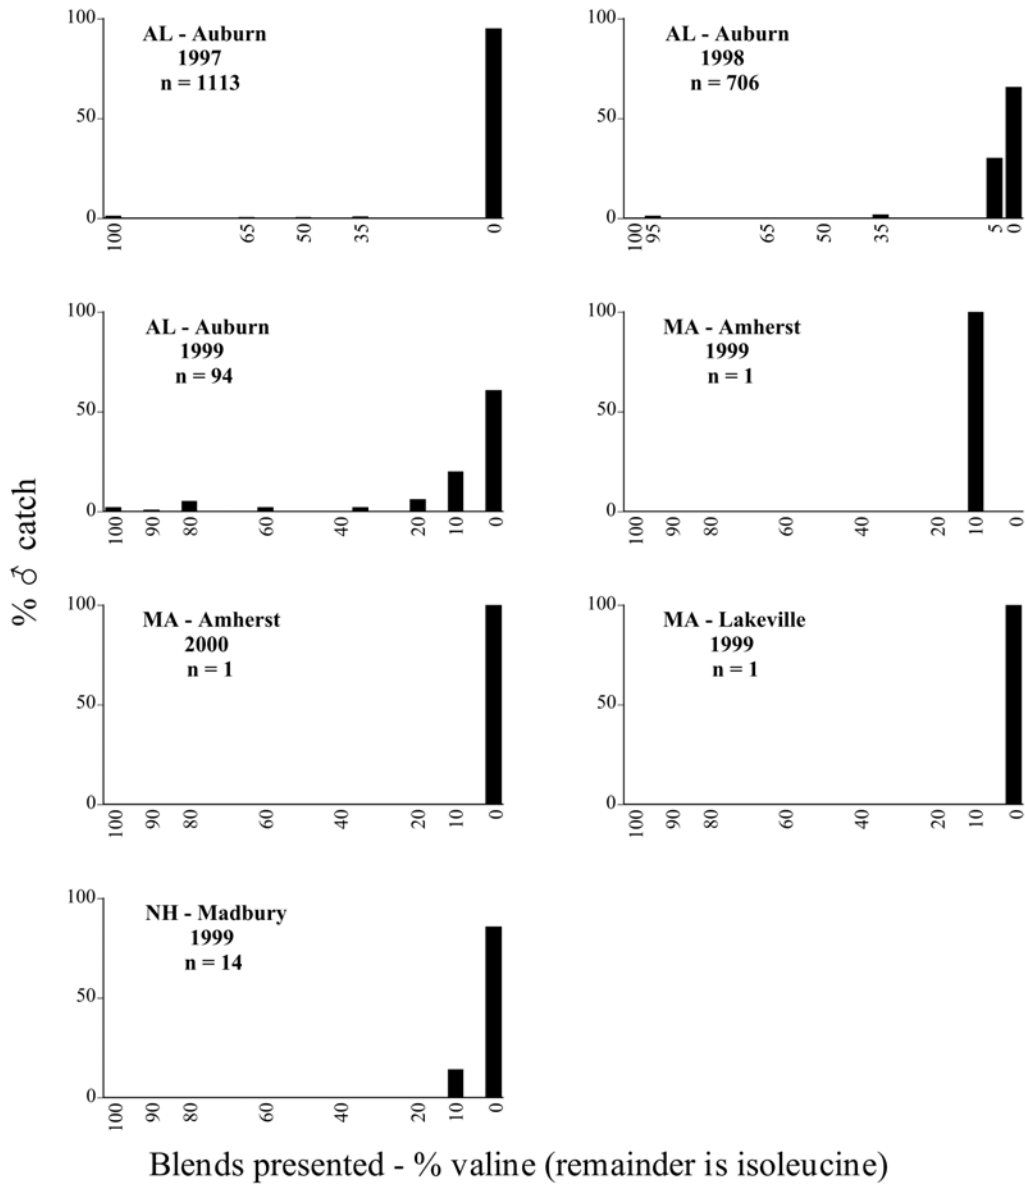 AL - Auburn
1997
n = 1113
100
50
0
100 65 50 35 0
AL - Auburn
1998
n = 706
100
50
0
100 95 65 50 35 5 0
AL - Auburn
1999
n = 94
100
50
0
100 90 80 60 40 20 10 0
MA - Amherst
1999
n = 1
100
50
0
100 90 80 60 40 20 10 0
% ♂ catch
MA - Amherst
2000
n = 1
100
50
0
100 90 80 60 40 20 10 0
MA - Lakeville
1999
n = 1
100
50
0
100 90 80 60 40 20 10 0
NH - Madbury
1999
n = 14
100
50
0
100 90 80 60 40 20 10 0
Blends presented - % valine (remainder is isoleucine)